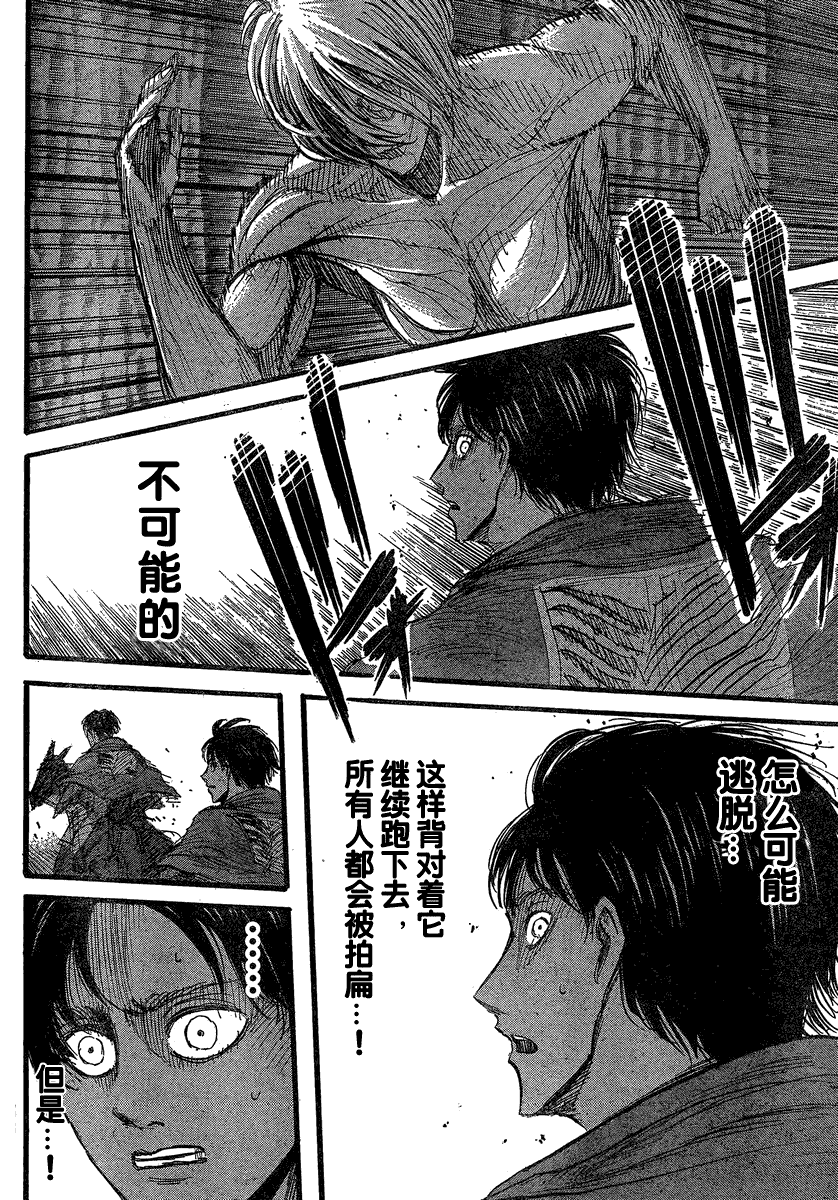 不可能的
怎么可能
逃脱…
这样背对着它
继续跑下去，
所有人都会被拍扁…！
……
但是…！